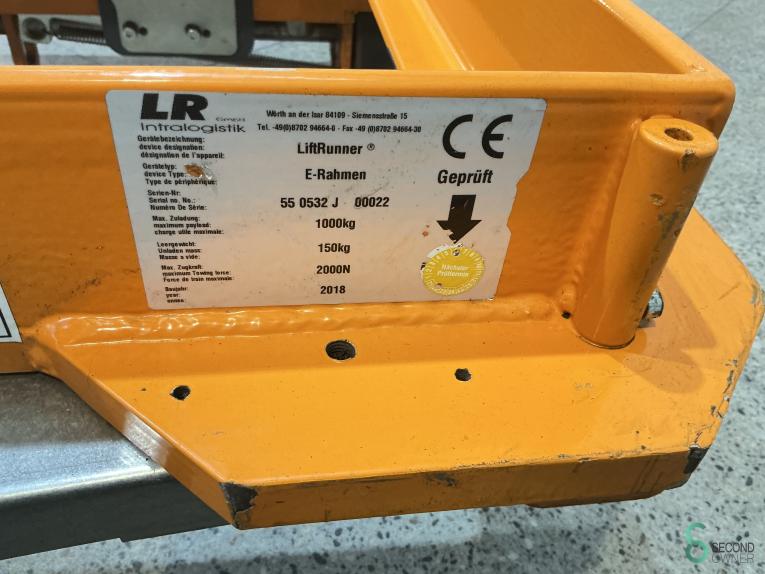 LR GmbH
Intralogistik
Wörth an der Isar 84109 - Siemensstraße 15
Tel. -49(0)8702 94664-0 - Fax -49 (0)8702 94664-30
CE
Geprüft
Gerätebezeichnung:
device designation:
désignation de l'appareil:
LiftRunner ®
Gerätetyp:
device Type:
Type de périphérique:
E-Rahmen
Serien-Nr:
Serial no. No.:
Numéro De Série:
55 0532 J 00022
Max. Zuladung:
maximum payload:
charge utile maximale:
1000kg
Leergewicht:
Unladen mass:
Masse a vide:
150kg
Max. Zugkraft:
maximum Towing force:
Force de train maximale:
2000N
Baujahr:
year:
année:
2018
Nächster
Prüftermin
SECOND
OWNER